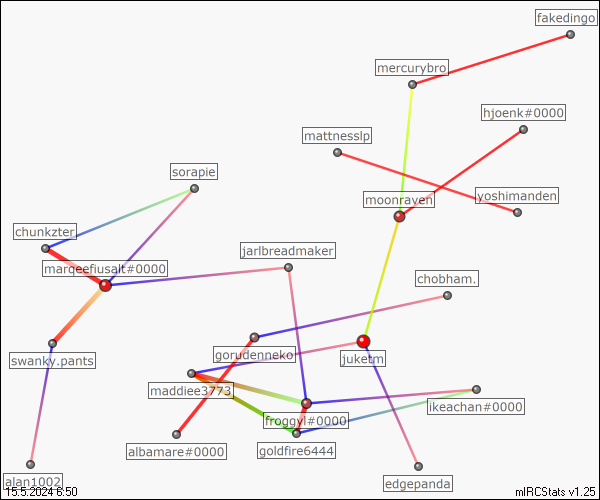 fakedingo
mercurybro
hjoenk#0000
mattnesslp
sorapie
moonraven
yoshimanden
chunkzter
jarlbreadmaker
marqeefiusalt#0000
chobham.
gorudenneko
juketm
swanky.pants
maddiee3773
ikeachan#0000
froggyl#0000
albamare#0000
goldfire6444
alan1002
edgepanda
15.5.2024 6:50
mIRCStats v1.25